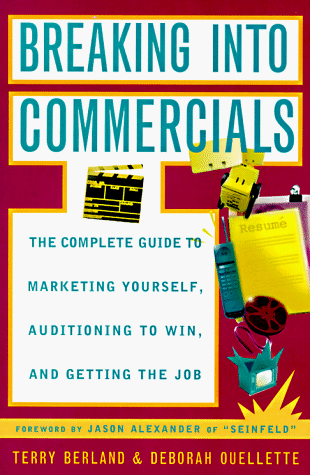 BREAKING INTO
COMMERCIALS
Resumé
THE COMPLETE GUIDE TO
MARKETING YOURSELF,
AUDITIONING TO WIN,
AND GETTING THE JOB
FOREWORD BY JASON ALEXANDER OF "SEINFELD"
TERRY BERLAND & DEBORAH OUELLETTE